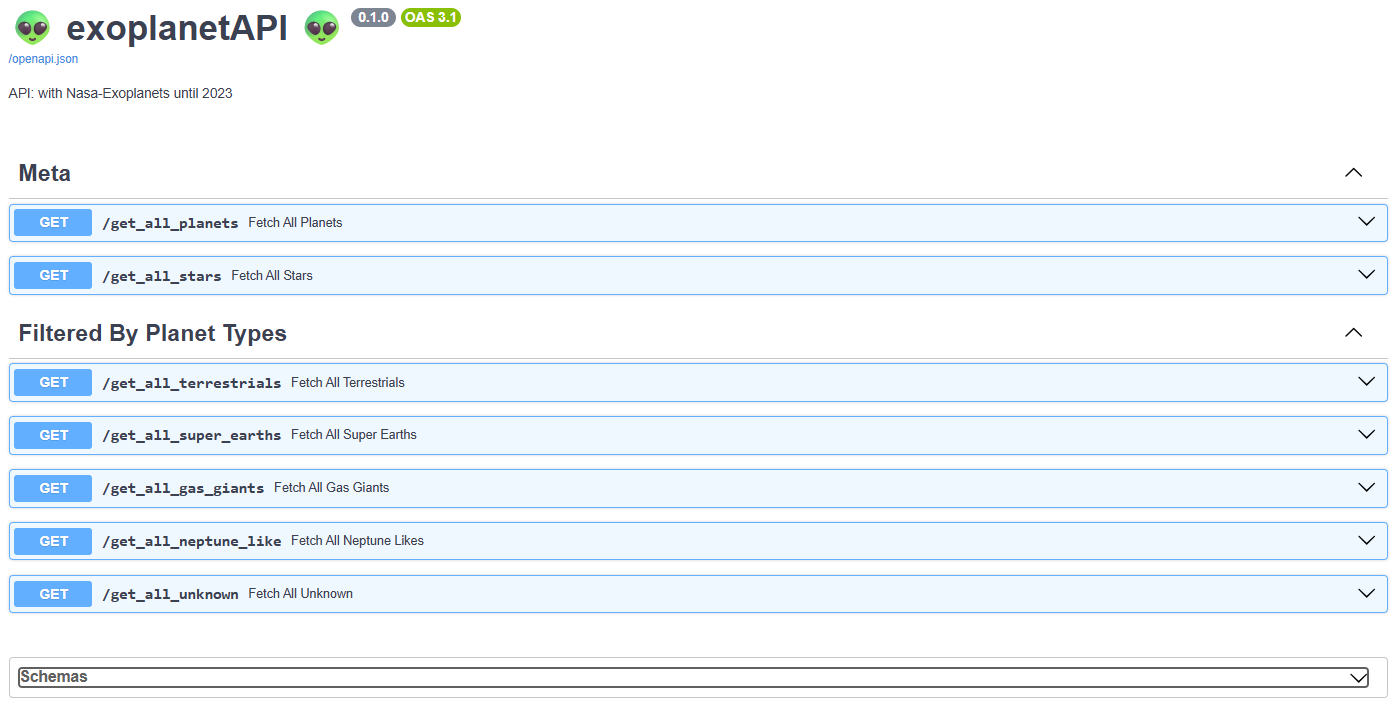 👽 exoplanetAPI 👽 0.1.0 OAS 3.1
/openapi.json
API: with Nasa-Exoplanets until 2023
Meta
GET /get_all_planets Fetch All Planets
GET /get_all_stars Fetch All Stars
Filtered By Planet Types
GET /get_all_terrestrials Fetch All Terrestrials
GET /get_all_super_earths Fetch All Super Earths
GET /get_all_gas_giants Fetch All Gas Giants
GET /get_all_neptune_like Fetch All Neptune Likes
GET /get_all_unknown Fetch All Unknown
Schemas